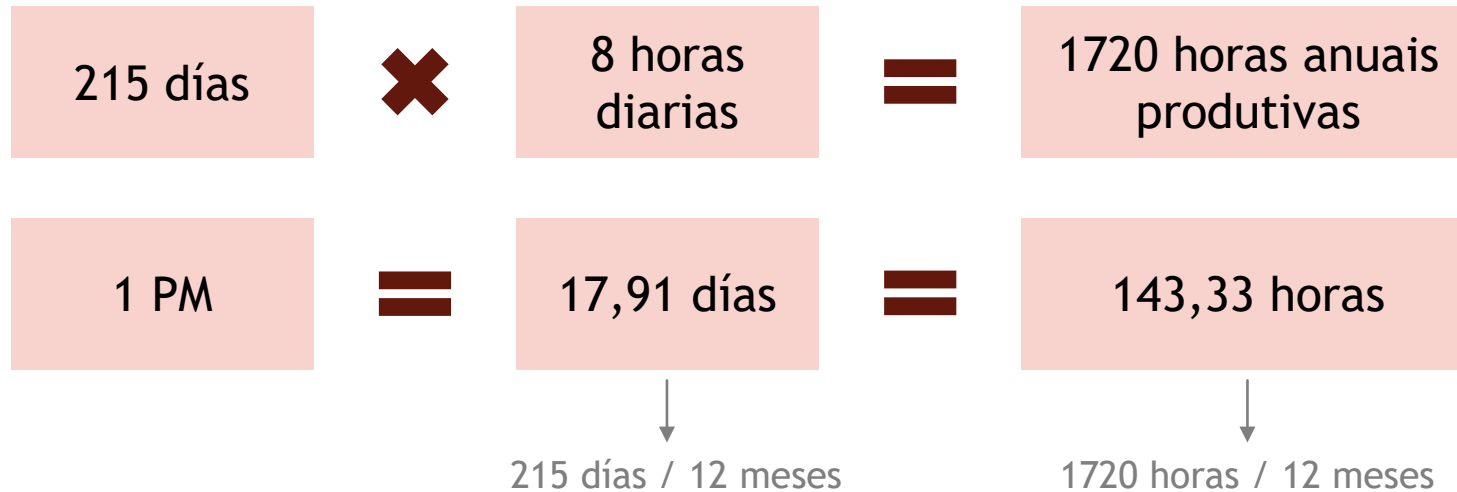 215 días
8 horas
diarias
1720 horas anuais
produtivas
1 PM
17,91 días
143,33 horas
215 días / 12 meses
1720 horas / 12 meses